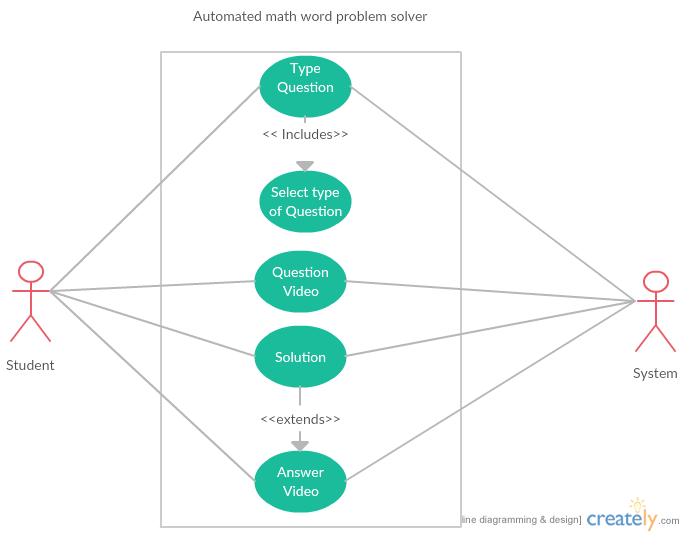 Automated math word problem solver
Type
Question
<< Includes>>
Select type
of Question
Question
Video
Student
Solution
System
<<extends>>
Answer
Video
line diagramming & design]
creately.com